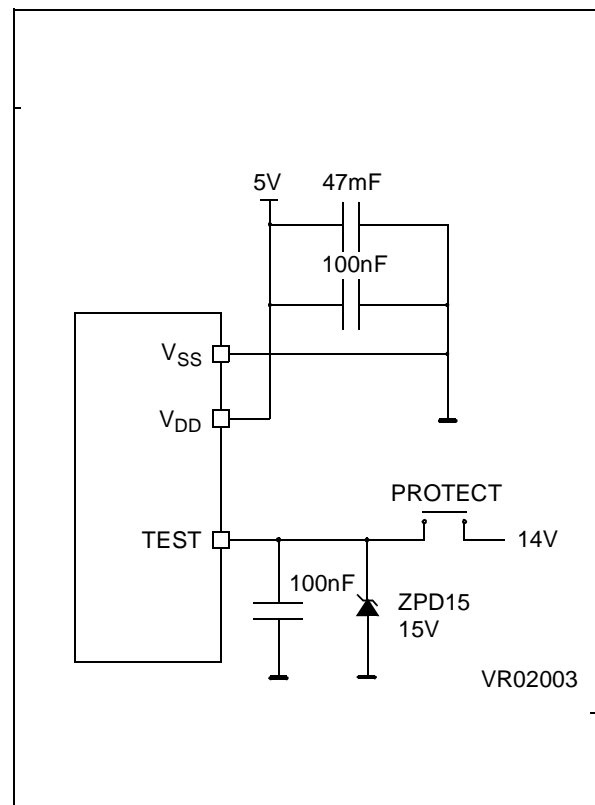 5V
47mF
100nF
VSS
VDD
PROTECT
TEST
14V
100nF
ZPD15
15V
VR02003